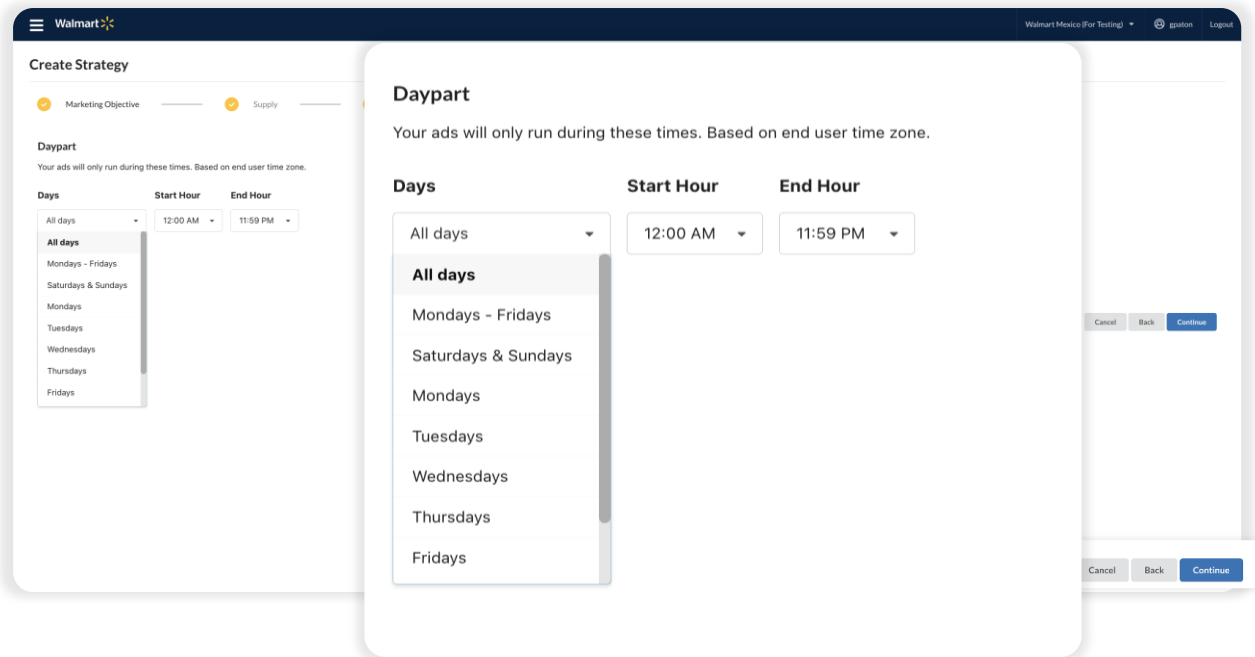 Walmart
Walmart Mexico (For Testing)
gpaton
Logout
Create Strategy
Marketing Objective
Supply
Daypart
Your ads will only run during these times. Based on end user time zone.
Days Start Hour End Hour
All days 12:00 AM 11:59 PM
All days
Mondays - Fridays
Saturdays & Sundays
Mondays
Tuesdays
Wednesdays
Thursdays
Fridays
Daypart
Your ads will only run during these times. Based on end user time zone.
Days Start Hour End Hour
All days 12:00 AM 11:59 PM
All days
Mondays - Fridays
Saturdays & Sundays
Mondays
Tuesdays
Wednesdays
Thursdays
Fridays
Cancel Back Continue
Cancel Back Continue